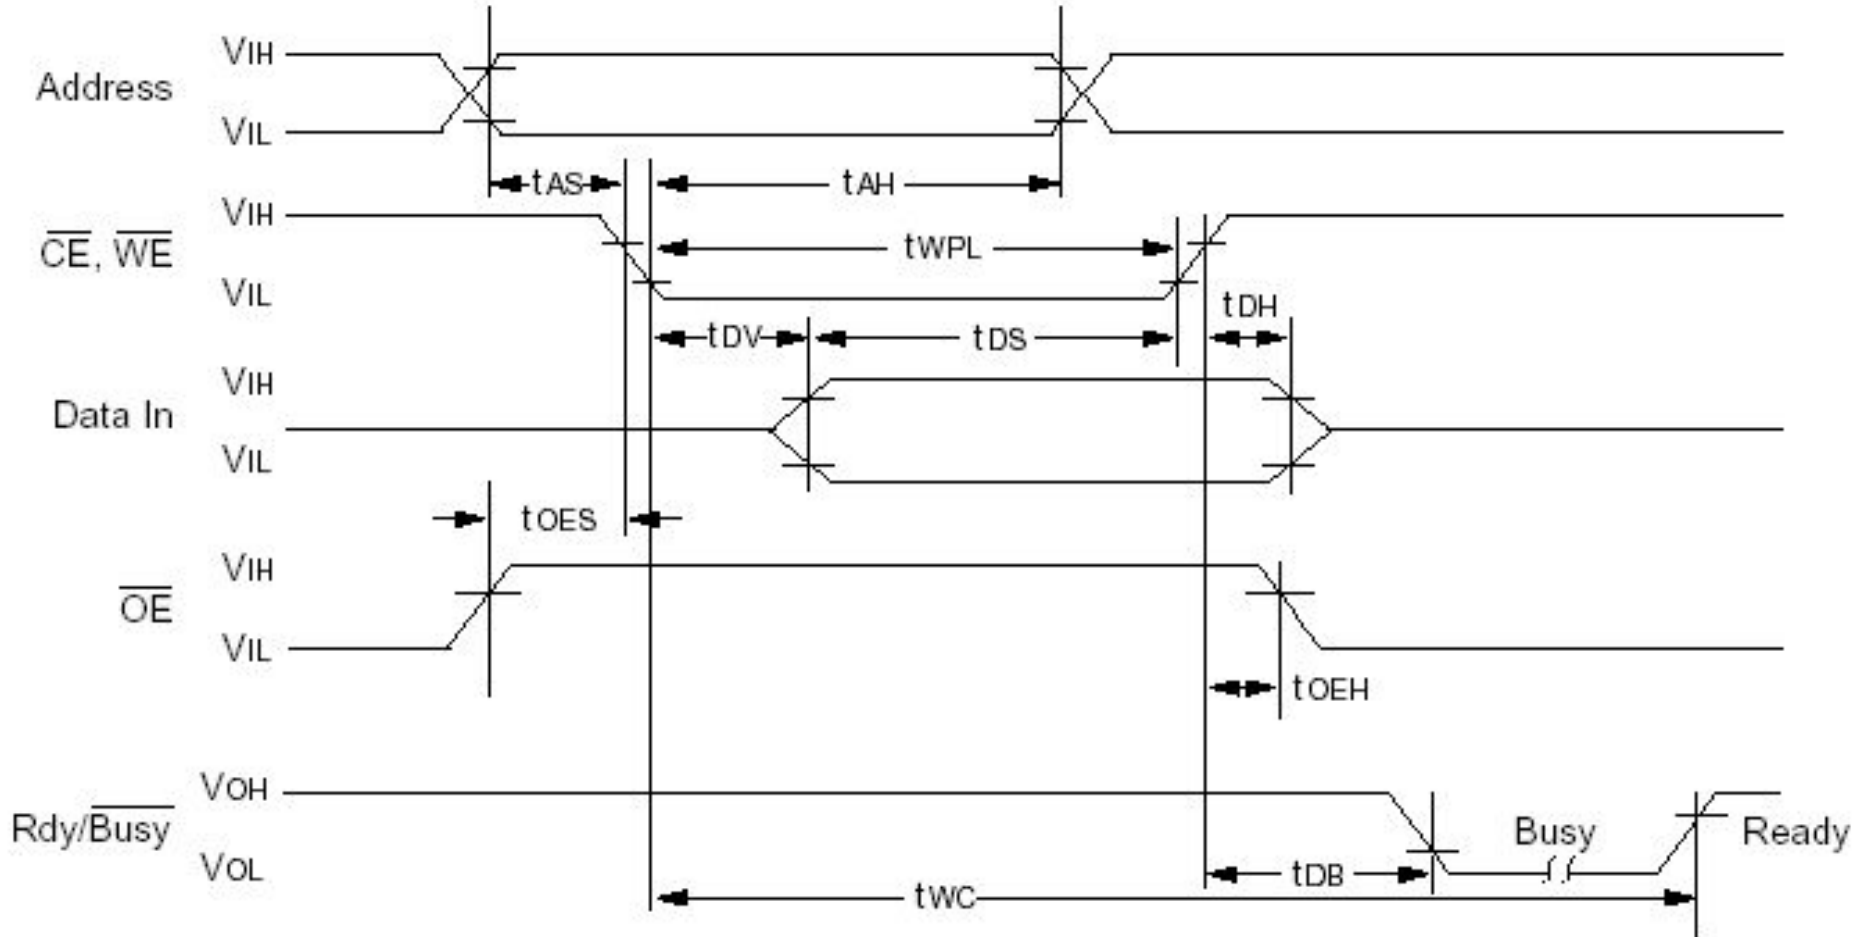 VIH
Address
VIL
tAS
tAH
VIH
CE, WE
tWPL
VIL
tDH
tDV
tDS
VIH
Data In
VIL
tOES
VIH
OE
VIL
tOEH
VOH
Rdy/Busy
Busy
Ready
VOL
tDB
tWC